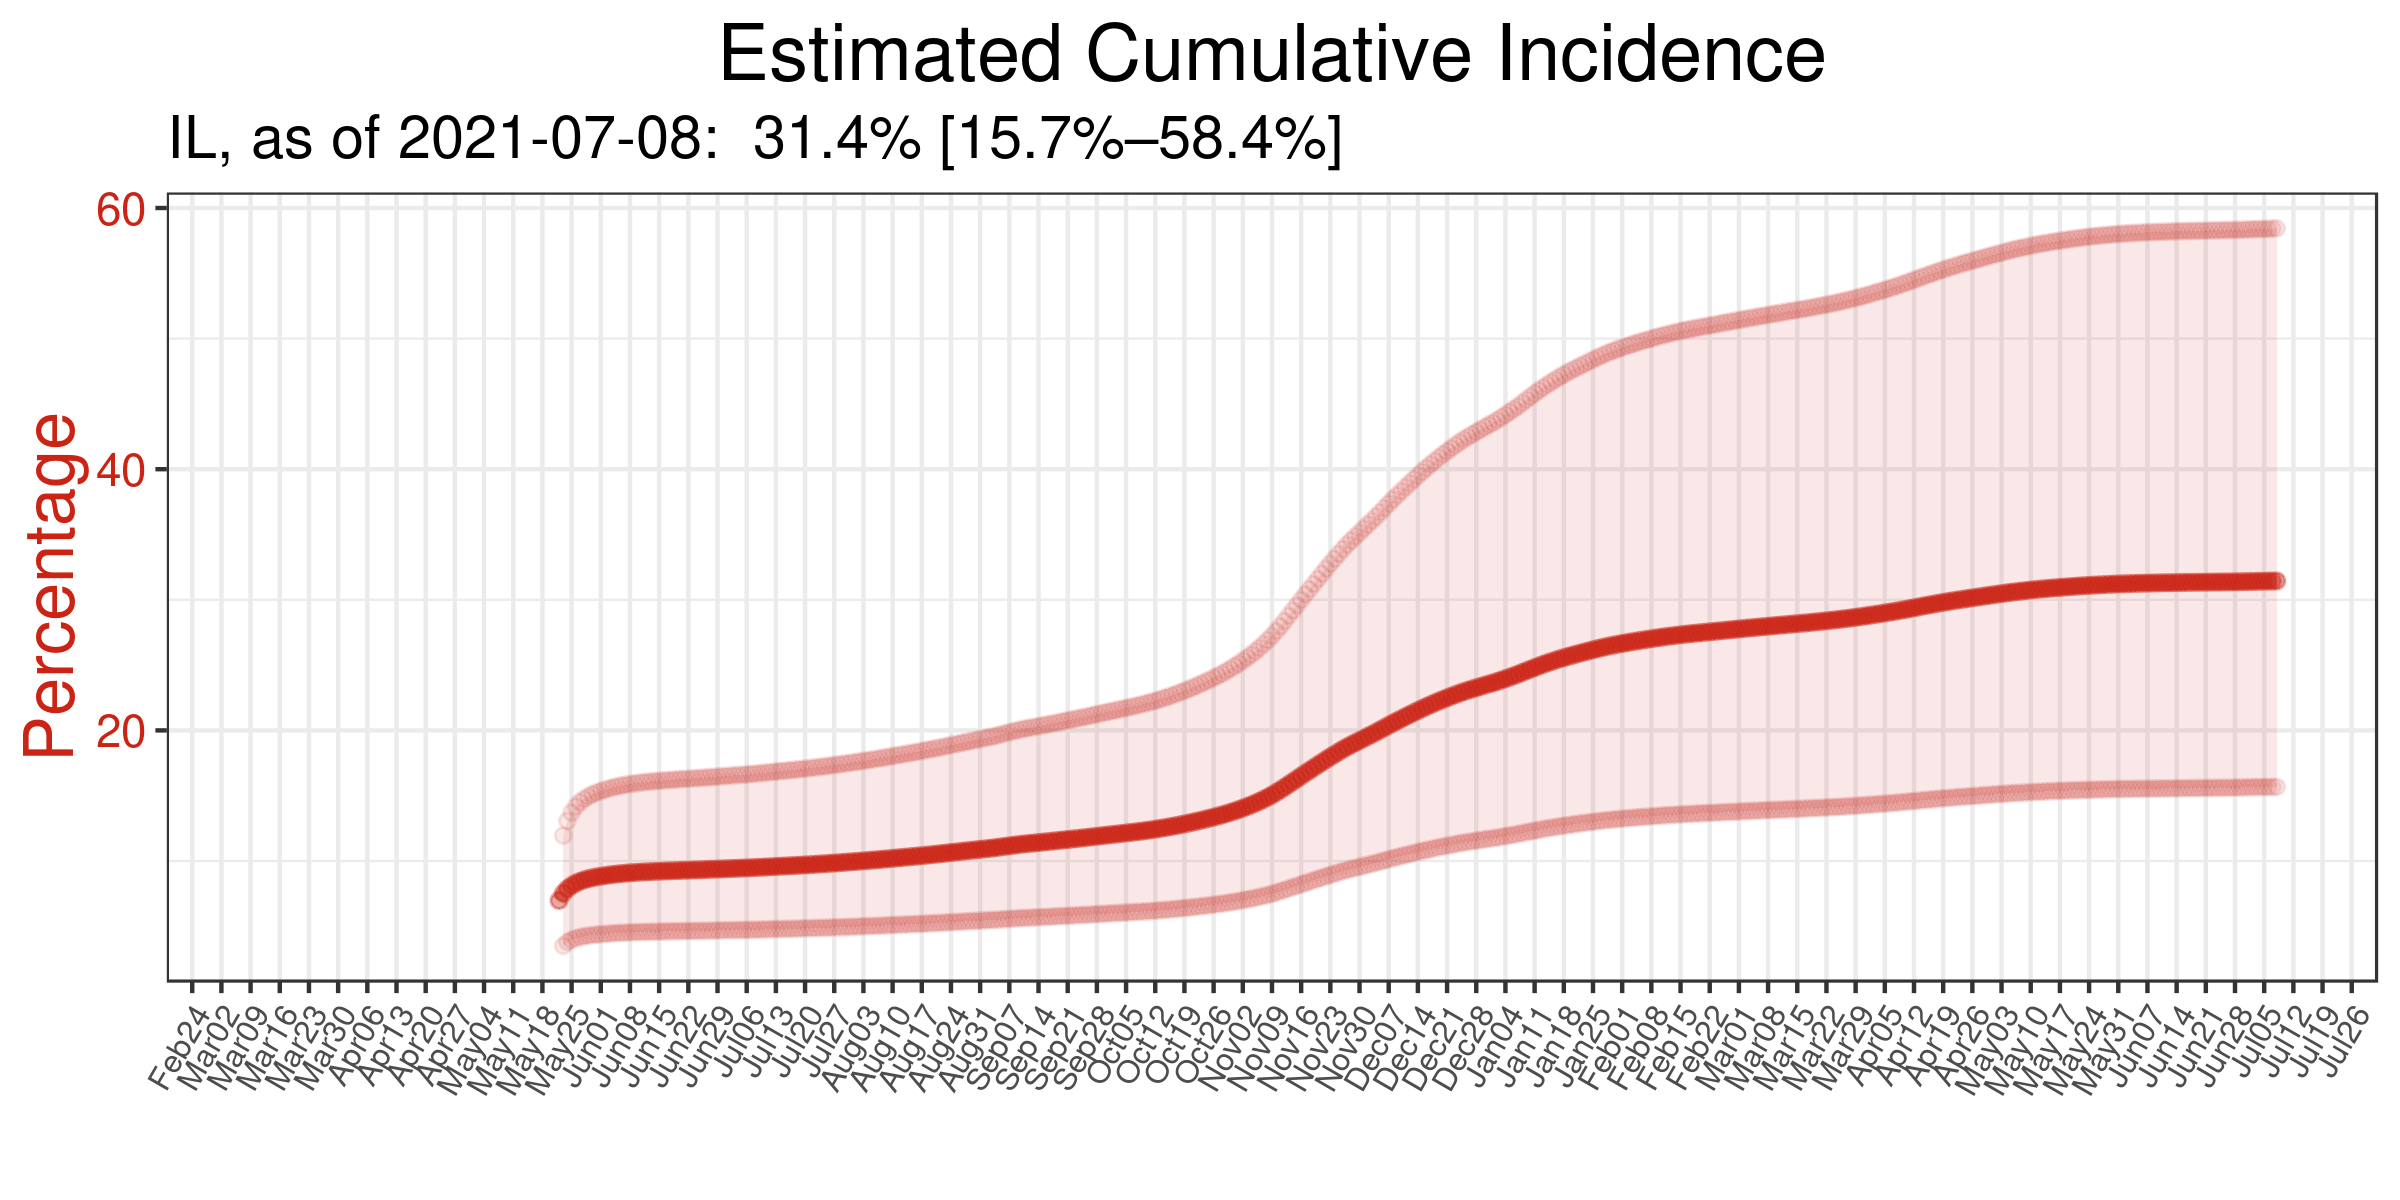 Estimated Cumulative Incidence
IL, as of 2021-07-08:  31.4% [15.7%–58.4%]
Percentage
60
40
20
Feb24
Mar02
Mar09
Mar16
Mar23
Mar30
Apr06
Apr13
Apr20
Apr27
May04
May11
May18
May25
Jun01
Jun08
Jun15
Jun22
Jun29
Jul06
Jul13
Jul20
Jul27
Aug03
Aug10
Aug17
Aug24
Aug31
Sep07
Sep14
Sep21
Sep28
Oct05
Oct12
Oct19
Oct26
Nov02
Nov09
Nov16
Nov23
Nov30
Dec07
Dec14
Dec21
Dec28
Jan04
Jan11
Jan18
Jan25
Feb01
Feb08
Feb15
Feb22
Mar01
Mar08
Mar15
Mar22
Mar29
Apr05
Apr12
Apr19
Apr26
May03
May10
May17
May24
May31
Jun07
Jun14
Jun21
Jun28
Jul05
Jul12
Jul19
Jul26